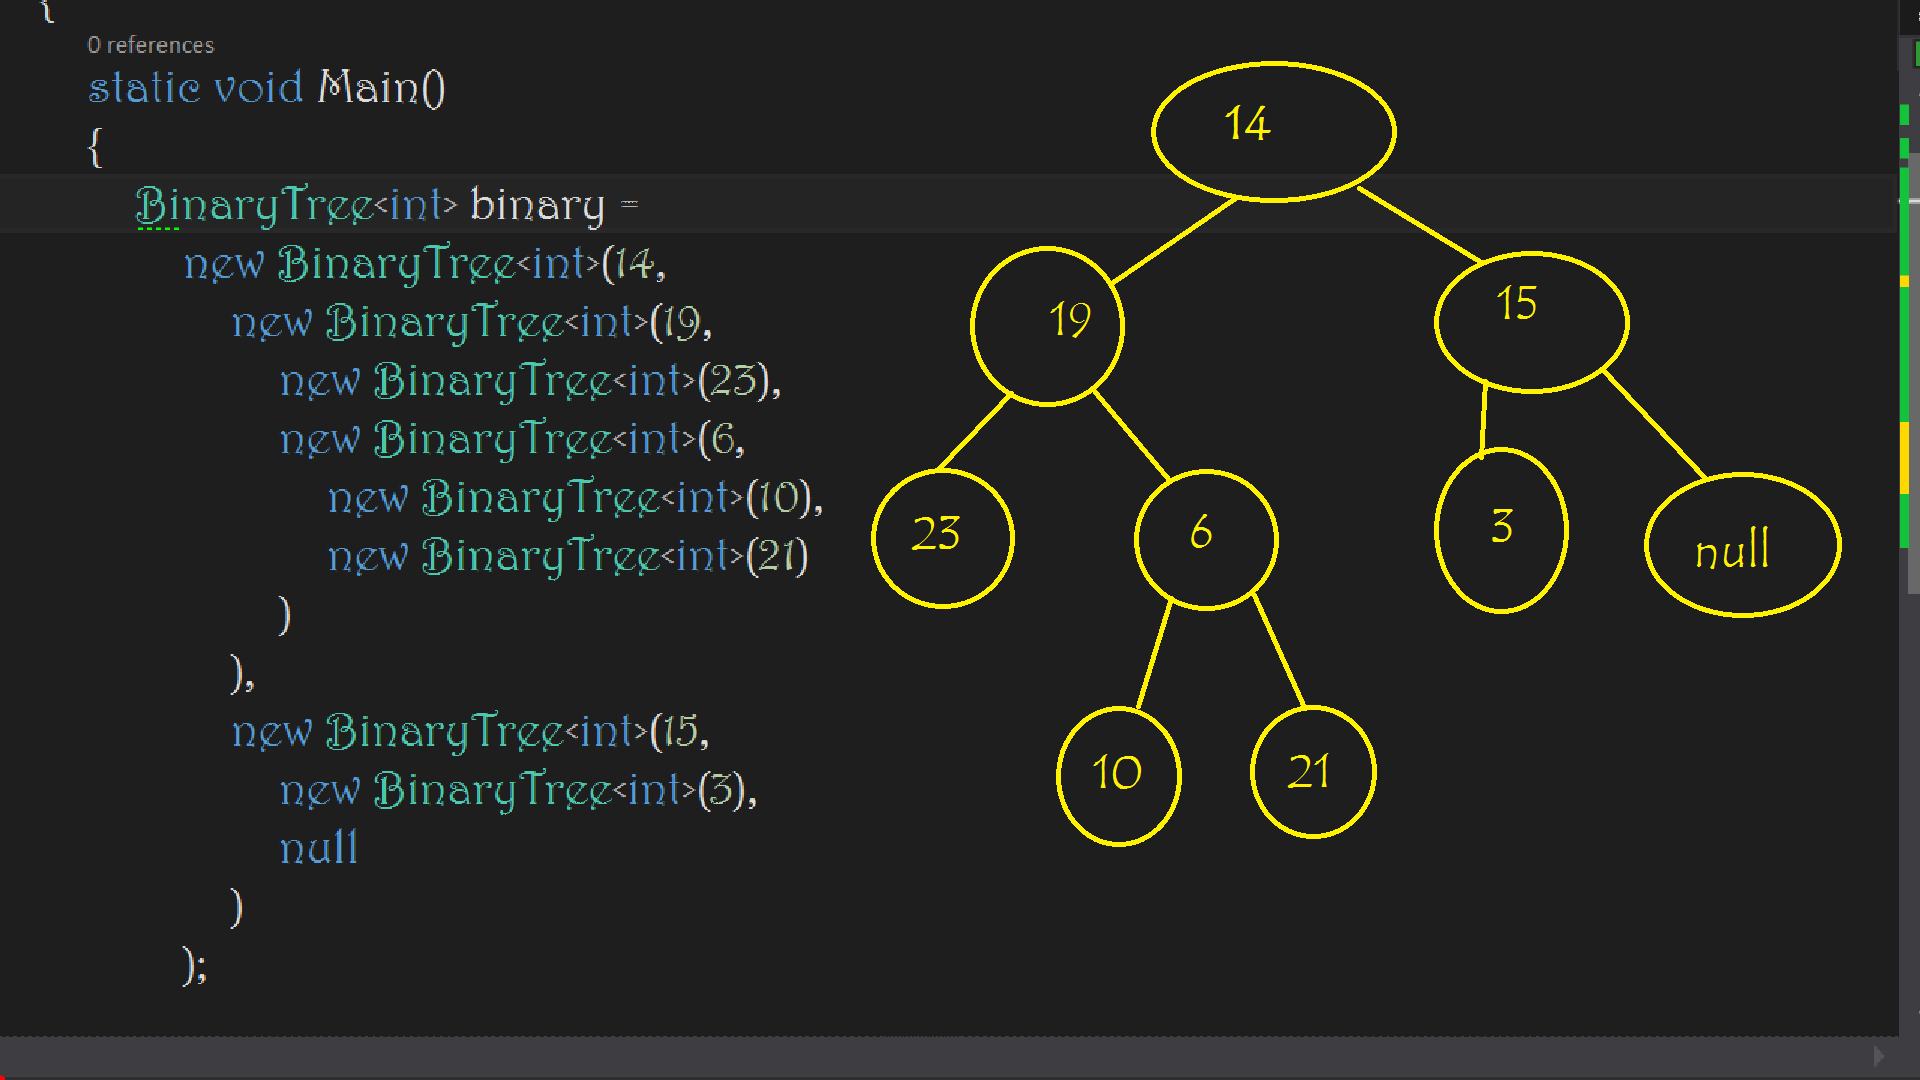 {
0 references
static void Main()
{
BinaryTree<int> binary =
new BinaryTree<int>(14,
new BinaryTree<int>(19,
new BinaryTree<int>(23),
new BinaryTree<int>(6,
new BinaryTree<int>(10),
new BinaryTree<int>(21)
)
),
new BinaryTree<int>(15,
new BinaryTree<int>(3),
null
)
);
14
19
15
23
6
3
null
10
21